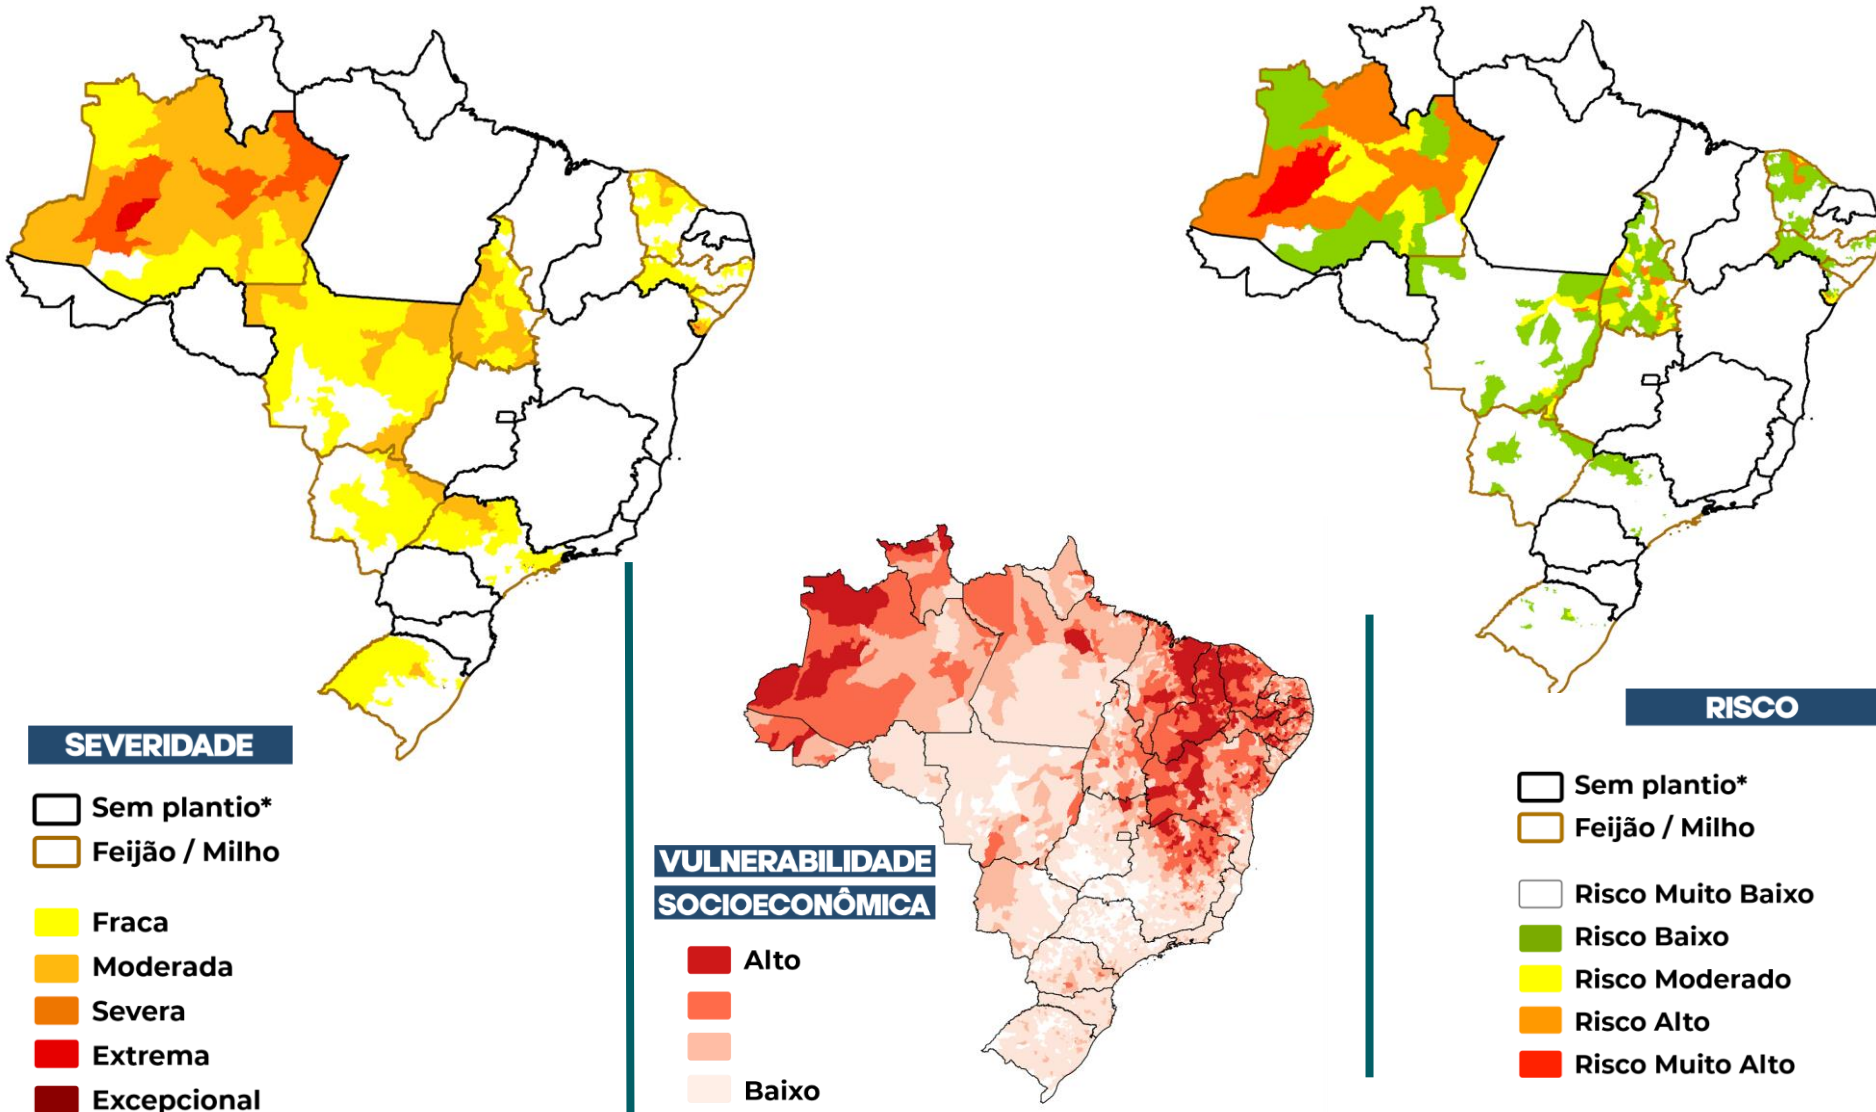 SEVERIDADE
Sem plantio*
Feijão / Milho
Fraca
Moderada
Severa
Extrema
Excepcional
VULNERABILIDADE
SOCIOECONÔMICA
Alto
Baixo
RISCO
Sem plantio*
Feijão / Milho
Risco Muito Baixo
Risco Baixo
Risco Moderado
Risco Alto
Risco Muito Alto